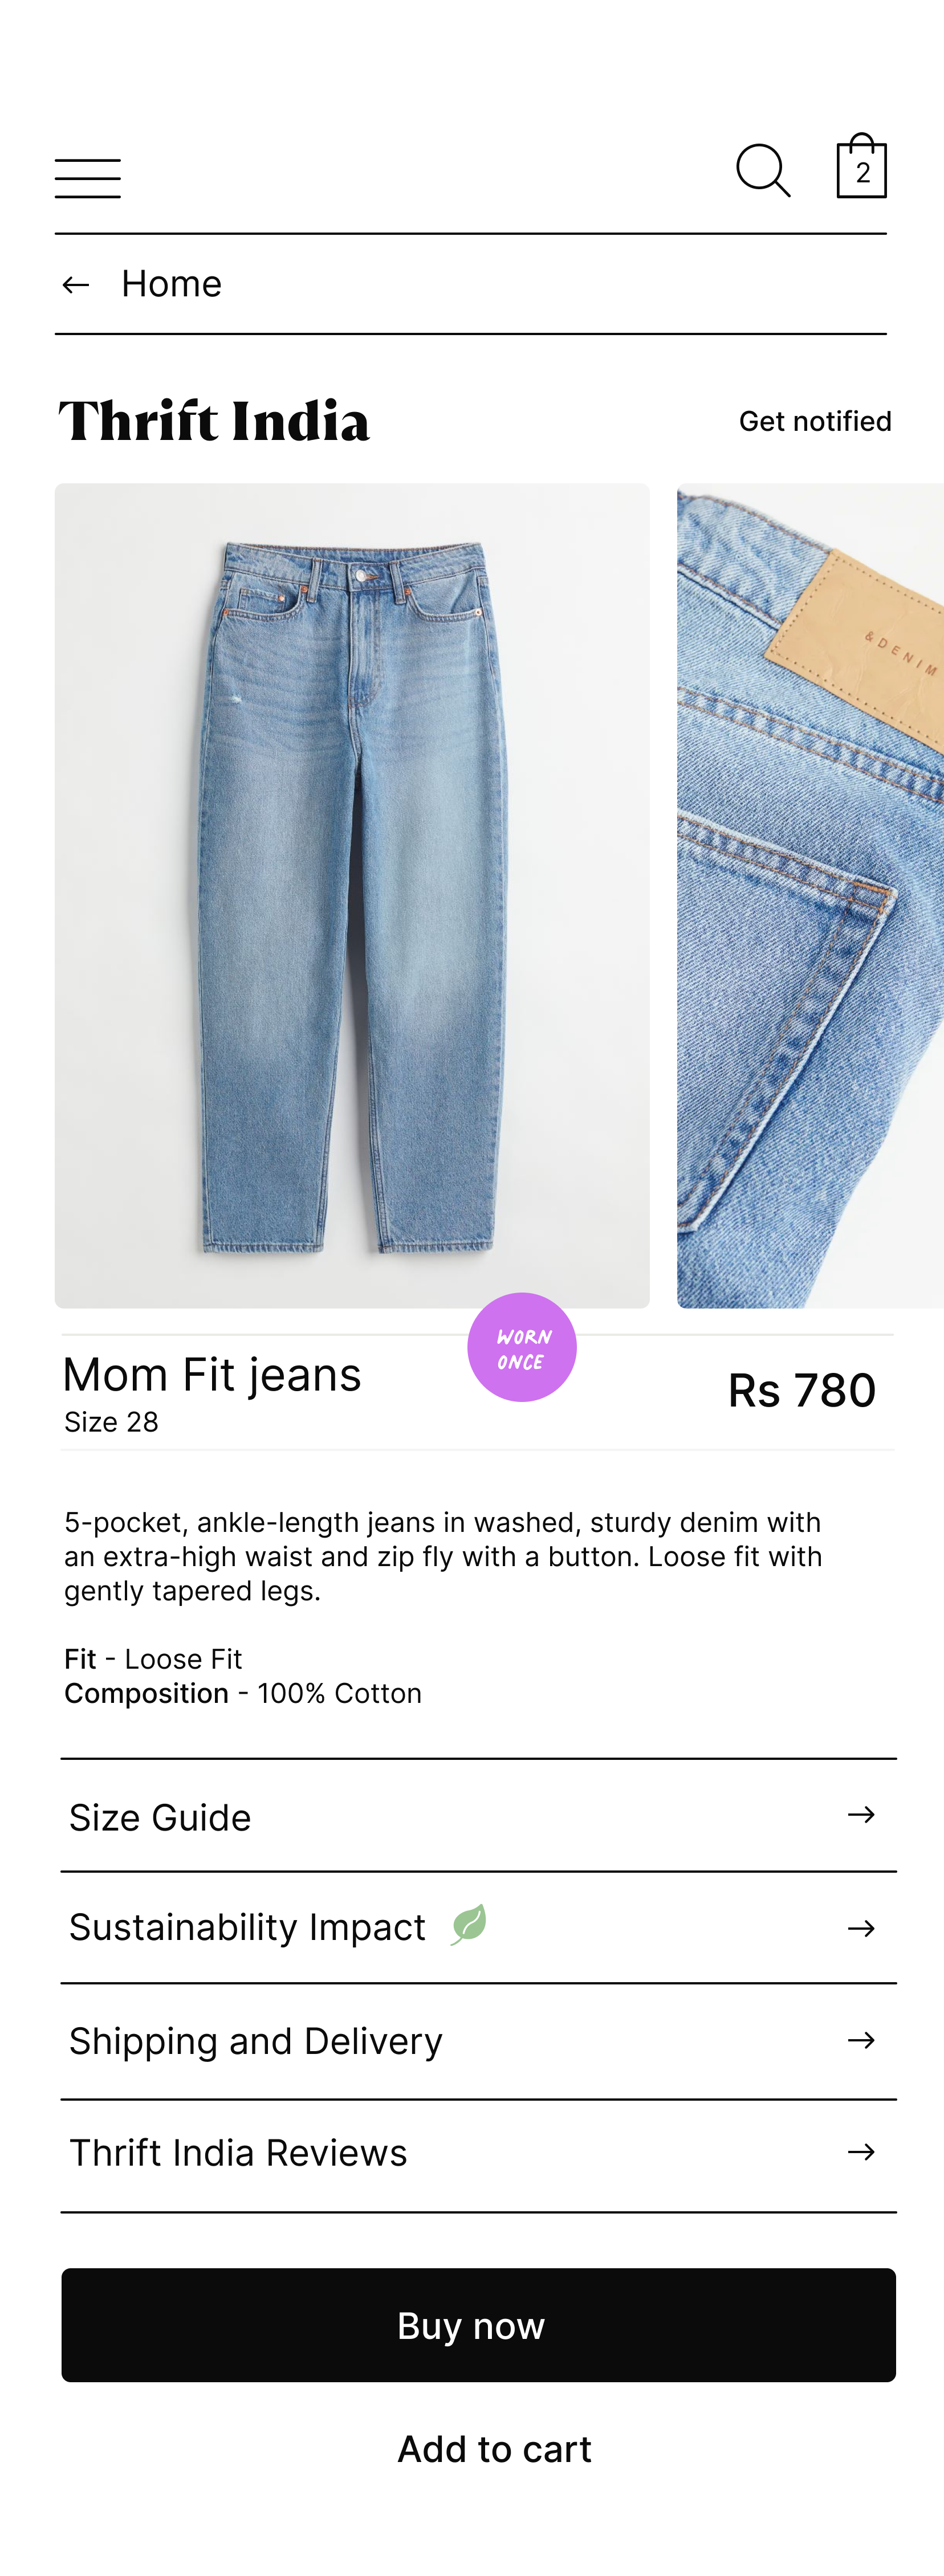 2
Home
Thrift India
Get notified
&DENIM
WORN
ONCE
Mom Fit jeans
Size 28
Rs 780
5-pocket, ankle-length jeans in washed, sturdy denim with
an extra-high waist and zip fly with a button. Loose fit with
gently tapered legs.
Fit - Loose Fit
Composition - 100% Cotton
Size Guide
Sustainability Impact
Shipping and Delivery
Thrift India Reviews
Buy now
Add to cart